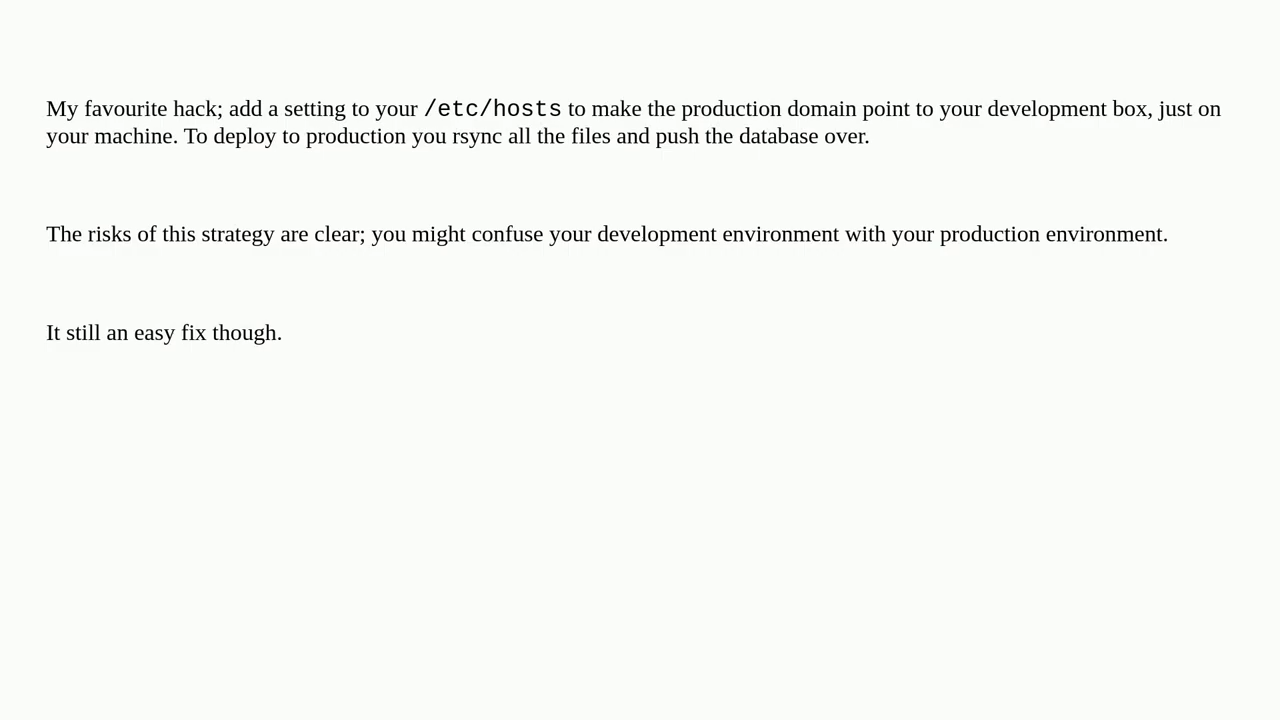 My favourite hack; add a setting to your /etc/hosts to make the production domain point to your development box, just on
your machine. To deploy to production you rsync all the files and push the database over.
The risks of this strategy are clear; you might confuse your development environment with your production environment.
It still an easy fix though.